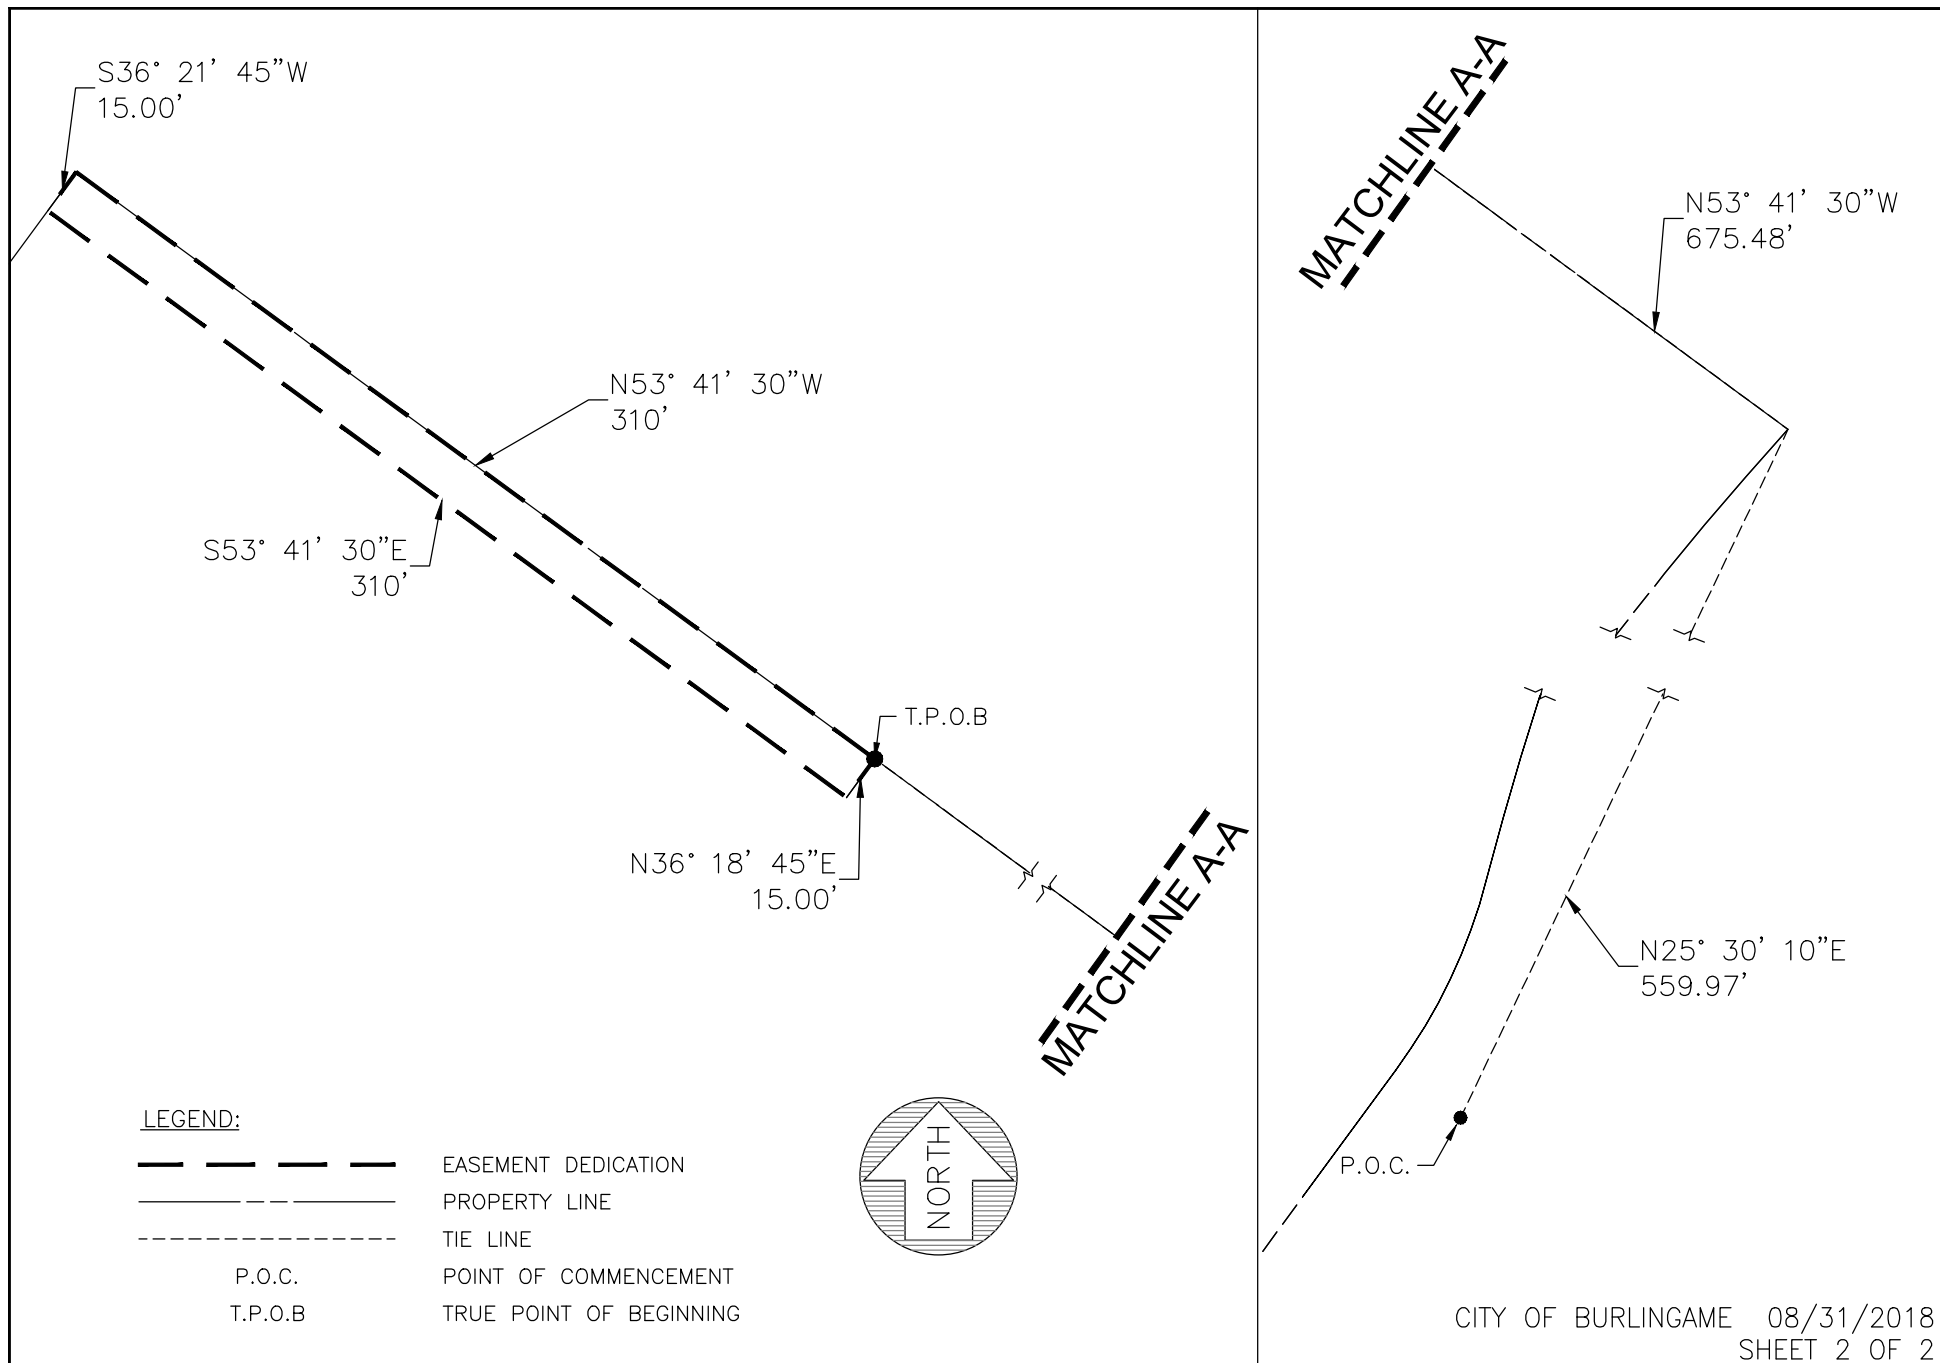 S36° 21' 45"W
15.00'
N53° 41' 30"W
310'
S53° 41' 30"E
310'
T.P.O.B
N36° 18' 45"E
15.00'
MATCHLINE A-A
MATCHLINE A-A
N53° 41' 30"W
675.48'
N25° 30' 10"E
559.97'
P.O.C.
LEGEND:
EASEMENT DEDICATION
PROPERTY LINE
TIE LINE
P.O.C. POINT OF COMMENCEMENT
T.P.O.B TRUE POINT OF BEGINNING
NORTH
CITY OF BURLINGAME 08/31/2018
SHEET 2 OF 2